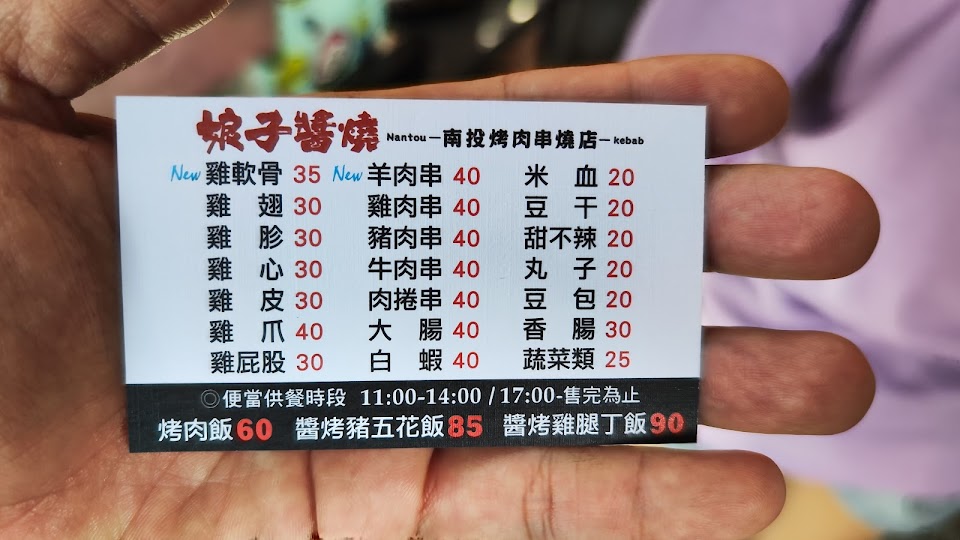 娘子醬燒 Nantou—南投烤肉串燒店—kebab
New 雞軟骨 35 New 羊肉串 40 米血 20
雞翅 30 雞肉串 40 豆干 20
雞胗 30 豬肉串 40 甜不辣 20
雞心 30 牛肉串 40 丸子 20
雞皮 30 肉捲串 40 豆包 20
雞爪 40 大腸 40 香腸 30
雞屁股 30 白蝦 40 蔬菜類 25
◎便當供餐時段 11:00-14:00 / 17:00-售完為止
烤肉飯60 醬烤豬五花飯85 醬烤雞腿丁飯90